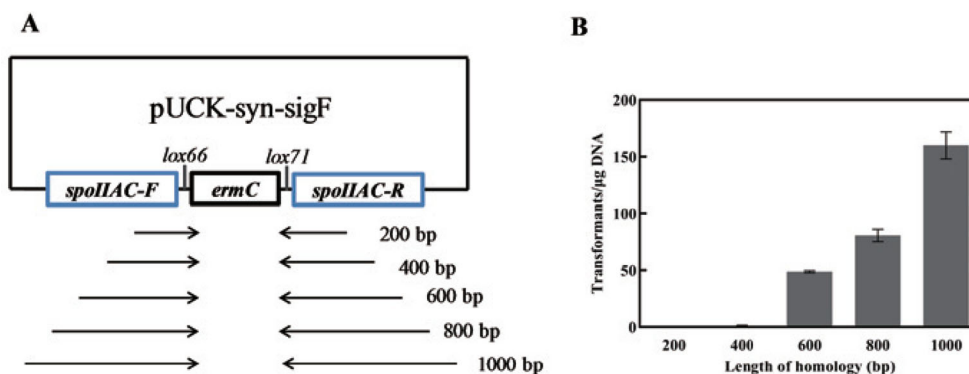 A
pUCK-syn-sigF
lox66
lox71
spoIIAC-F
ermC
spoIIAC-R
200 bp
400 bp
600 bp
800 bp
1000 bp
B
Transformants/µg DNA
200
150
100
50
0
200 400 600 800 1000
Length of homology (bp)